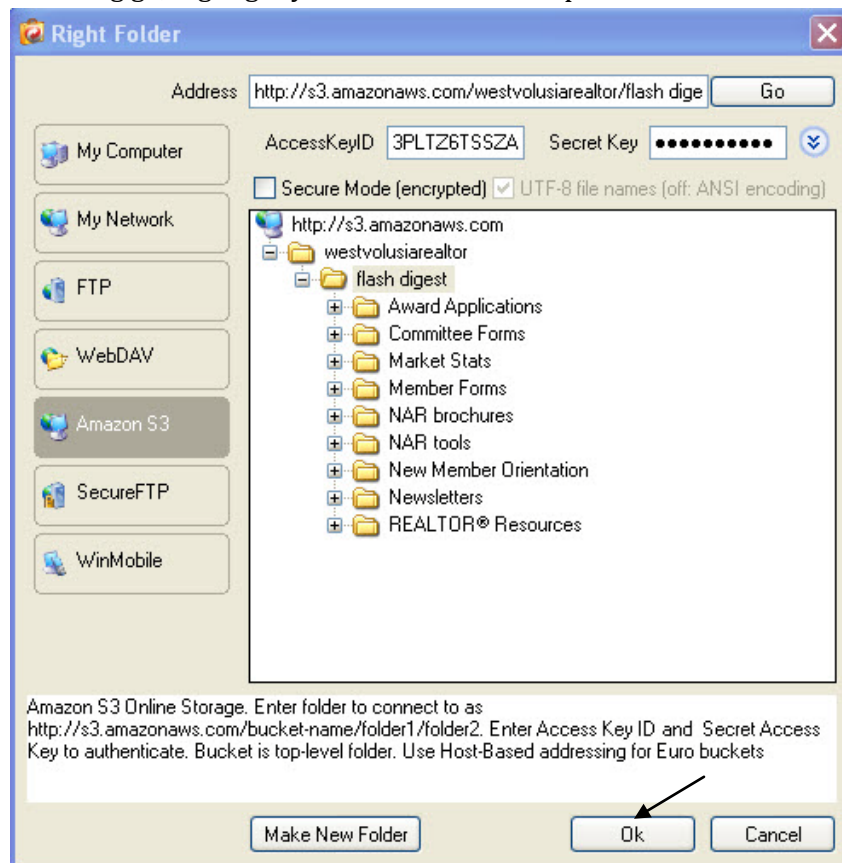 Right Folder
Address http://s3.amazonaws.com/westvolusiarealtor/flash dige Go
AccessKeyID 3PLTZ6TSSZA Secret Key ●●●●●●●●●●
Secure Mode (encrypted) UTF-8 file names (off: ANSI encoding)
My Computer
My Network
FTP
WebDAV
Amazon S3
SecureFTP
WinMobile
http://s3.amazonaws.com
westvolusiarealtor
flash digest
Award Applications
Committee Forms
Market Stats
Member Forms
NAR brochures
NAR tools
New Member Orientation
Newsletters
REALTOR® Resources
Amazon S3 Online Storage. Enter folder to connect to as
http://s3.amazonaws.com/bucket-name/folder1/folder2. Enter Access Key ID and Secret Access
Key to authenticate. Bucket is top-level folder. Use Host-Based addressing for Euro buckets
Make New Folder Ok Cancel